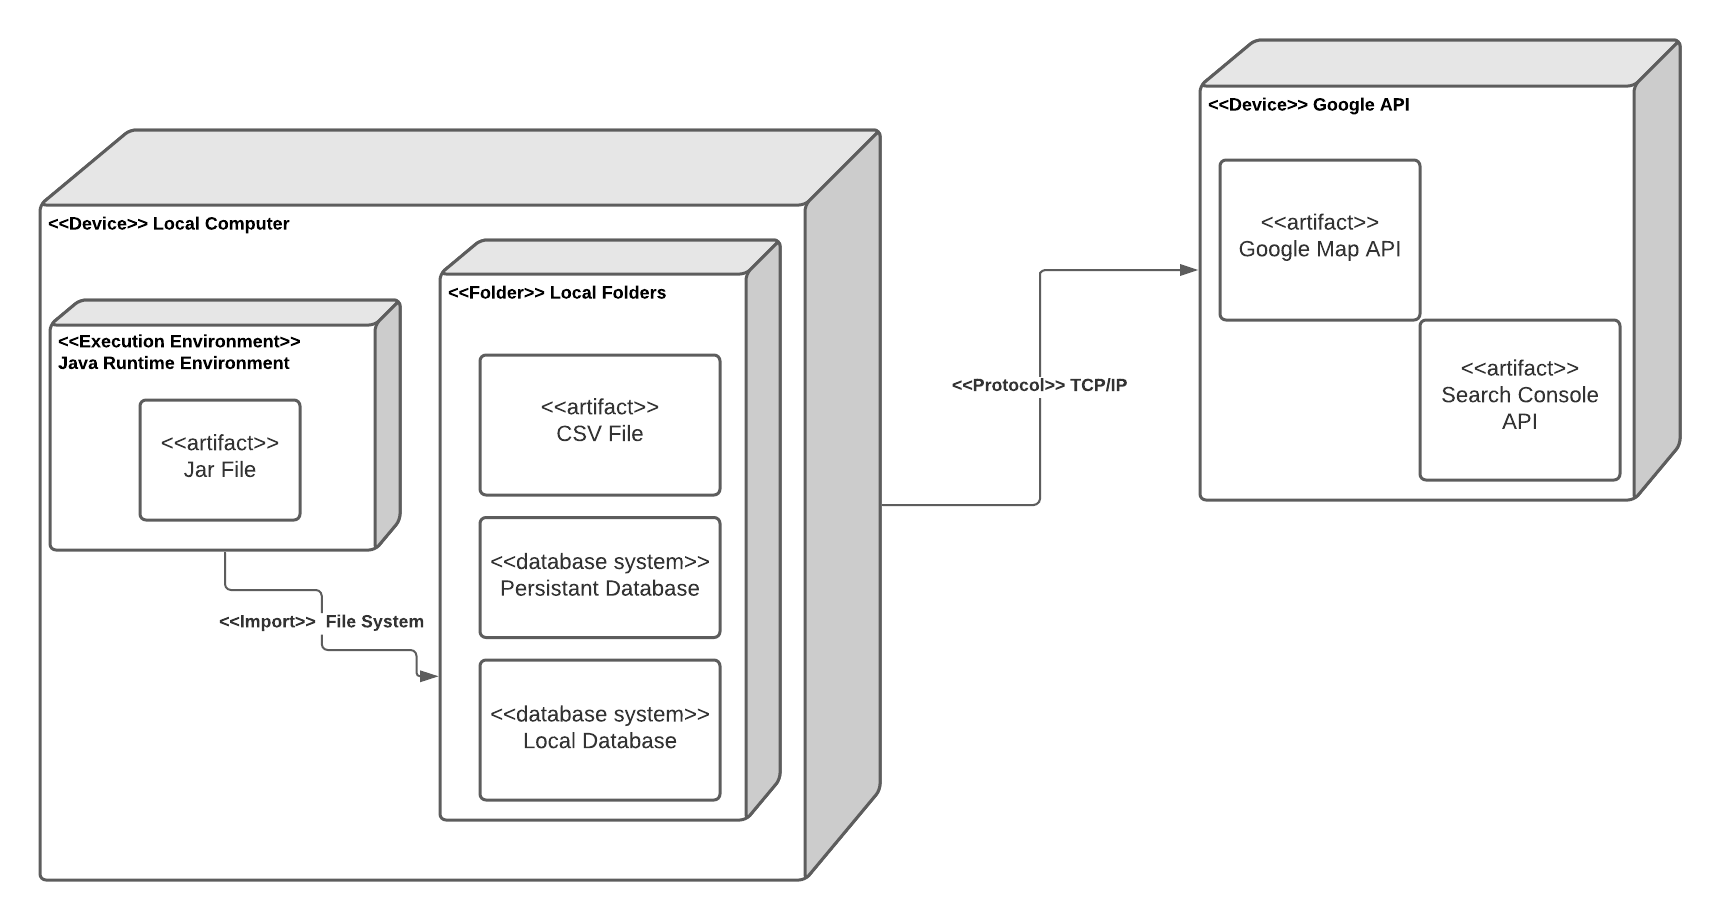 <<Device>> Local Computer
<<Execution Environment>>
Java Runtime Environment
<<artifact>>
Jar File
<<Import>> File System
<<Folder>> Local Folders
<<artifact>>
CSV File
<<database system>>
Persistant Database
<<database system>>
Local Database
<<Protocol>> TCP/IP
<<Device>> Google API
<<artifact>>
Google Map API
<<artifact>>
Search Console
API